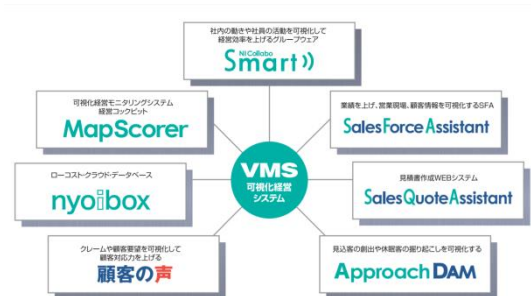 社内の動きや社員の活動を可視化して
経営効率を上げるグループウェア
NI Collabo
Smart
可視化経営モニタリングシステム
経営コックピット
MapScorer
業績を上げ、営業現場、顧客情報を可視化するSFA
SalesForceAssistant
ローコスト・クラウド・データベース
nyoibox
VMS
可視化経営
システム
見積書作成WEBシステム
SalesQuoteAssistant
クレームや顧客要望を可視化して
顧客対応力を上げる
顧客の声
見込客の創出や休眠客の掘り起こしを可視化する
ApproachDAM